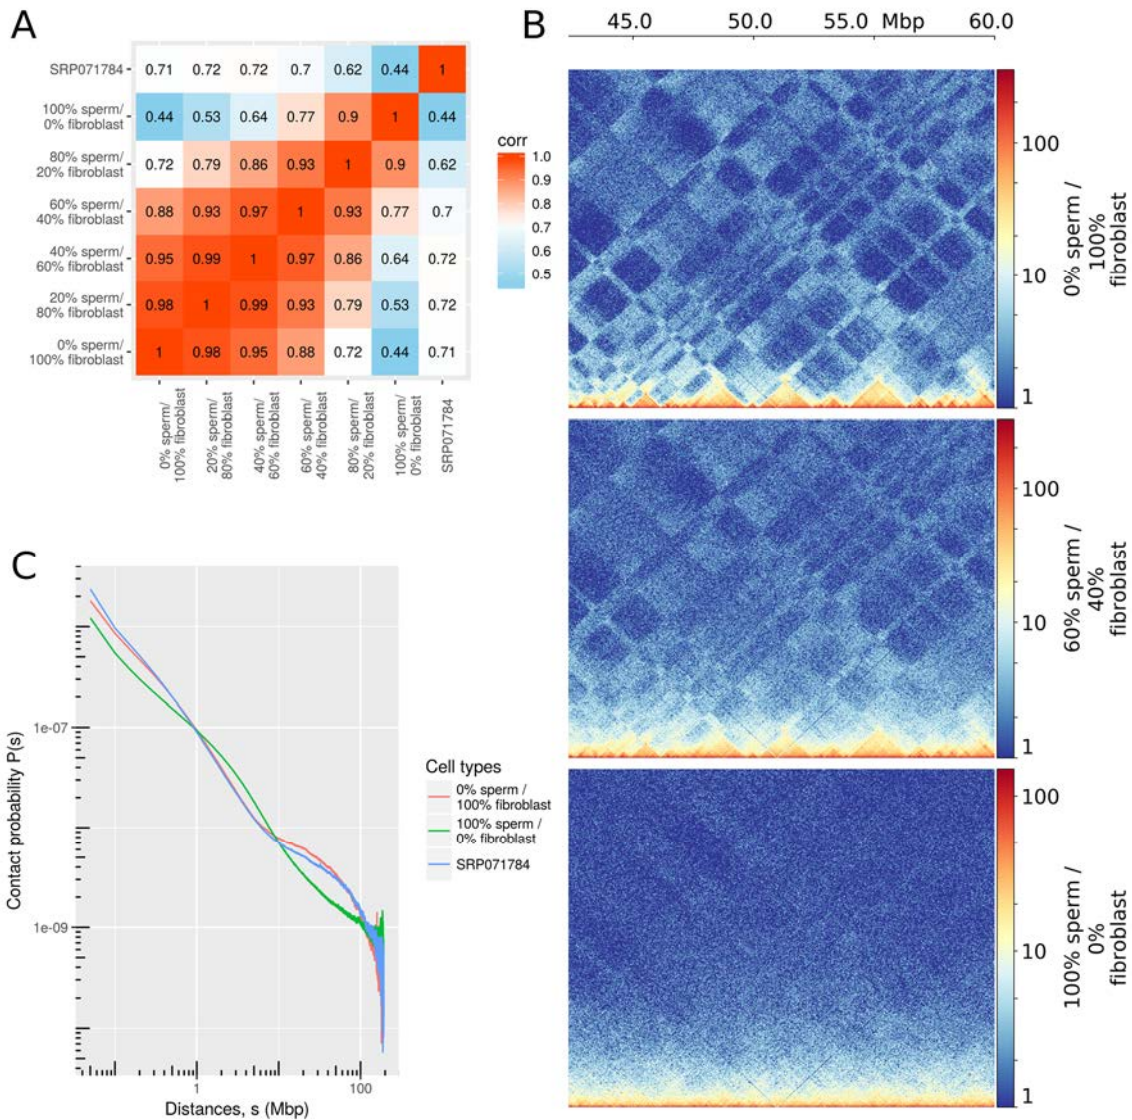 A
SRP071784
0.71 0.72 0.72 0.7 0.62 0.44 1
100% sperm/
0% fibroblast
0.44 0.53 0.64 0.77 0.9 1 0.44
80% sperm/
20% fibroblast
0.72 0.79 0.86 0.93 1 0.9 0.62
60% sperm/
40% fibroblast
0.88 0.93 0.97 1 0.93 0.77 0.7
40% sperm/
60% fibroblast
0.95 0.99 1 0.97 0.86 0.64 0.72
20% sperm/
80% fibroblast
0.98 1 0.99 0.93 0.79 0.53 0.72
0% sperm/
100% fibroblast
1 0.98 0.95 0.88 0.72 0.44 0.71
0% sperm/
100% fibroblast
20% sperm/
80% fibroblast
40% sperm/
60% fibroblast
60% sperm/
40% fibroblast
80% sperm/
20% fibroblast
100% sperm/
0% fibroblast
SRP071784
corr
1.0
0.9
0.8
0.7
0.6
0.5
B
45.0 50.0 55.0 Mbp 60.0
100
10
1
0% sperm /
100%
fibroblast
100
10
1
60% sperm /
40%
fibroblast
100
10
1
100% sperm /
0%
fibroblast
C
Contact probability P(s)
1e-07
1e-09
1 100
Distances, s (Mbp)
Cell types
0% sperm /
100% fibroblast
100% sperm /
0% fibroblast
SRP071784